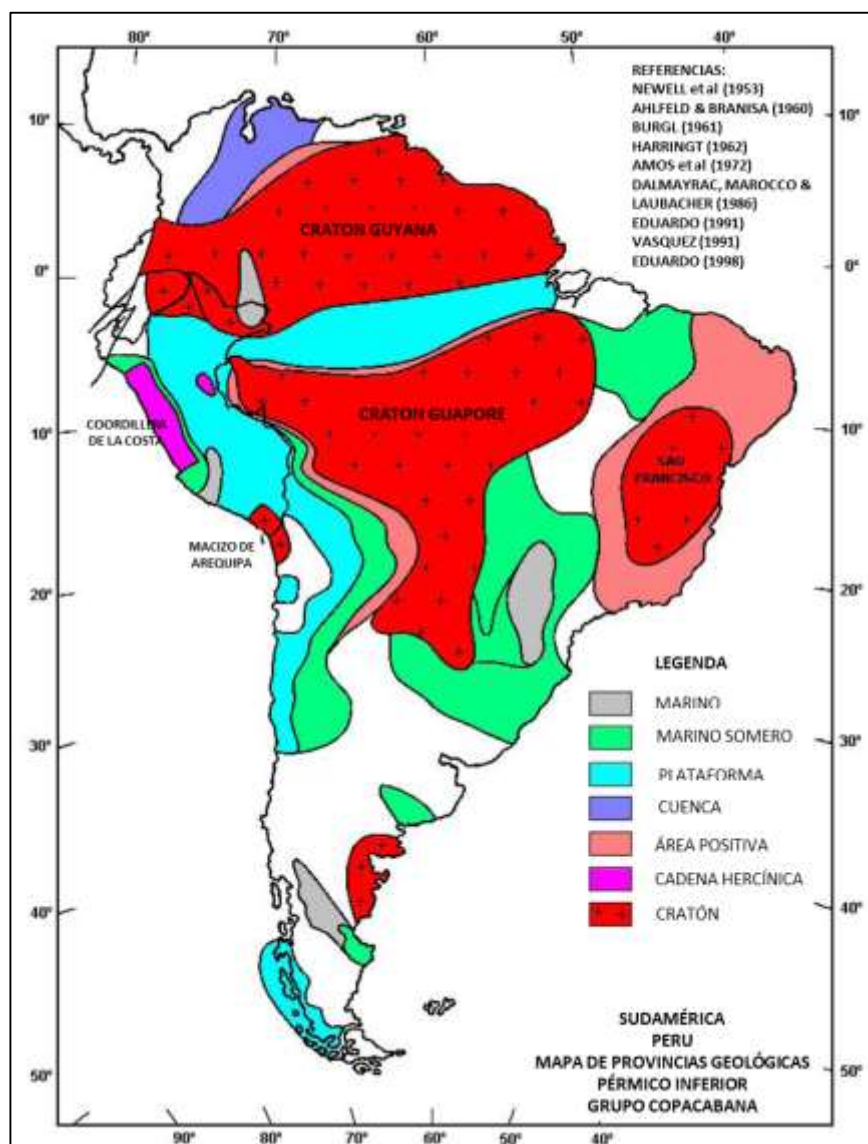 80°
70°
60°
50°
40°
REFERENCIAS:
NEWELL et al (1953)
AHLFELD & BRANISA (1960)
BURGL (1961)
HARRINGT (1962)
AMOS et al (1972)
DALMAYRAC, MAROCCO &
LAUBACHER (1986)
EDUARDO (1991)
VASQUEZ (1991)
EDUARDO (1998)
10°
10°
CRATON GUYANA
0°
0°
CRATON GUAPORE
COORDILLERA
DE LA COSTA
10°
10°
SAO
FRANCISCO
MACIZO DE
AREQUIPA
20°
20°
LEGENDA
MARINO
MARINO SOMERO
PLATAFORMA
CUENCA
ÁREA POSITIVA
CADENA HERCÍNICA
CRATÓN
30°
30°
40°
40°
SUDAMÉRICA
PERU
MAPA DE PROVINCIAS GEOLÓGICAS
PÉRMICO INFERIOR
GRUPO COPACABANA
50°
50°
90°
80°
70°
60°
50°
40°